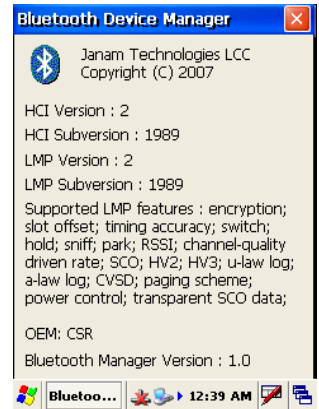 Bluetooth Device Manager
Janam Technologies LCC
Copyright (C) 2007
HCI Version : 2
HCI Subversion : 1989
LMP Version : 2
LMP Subversion : 1989
Supported LMP features : encryption;
slot offset; timing accuracy; switch;
hold; sniff; park; RSSI; channel-quality
driven rate; SCO; HV2; HV3; u-law log;
a-law log; CVSD; paging scheme;
power control; transparent SCO data;
OEM: CSR
Bluetooth Manager Version : 1.0
Bluetoo... 12:39 AM